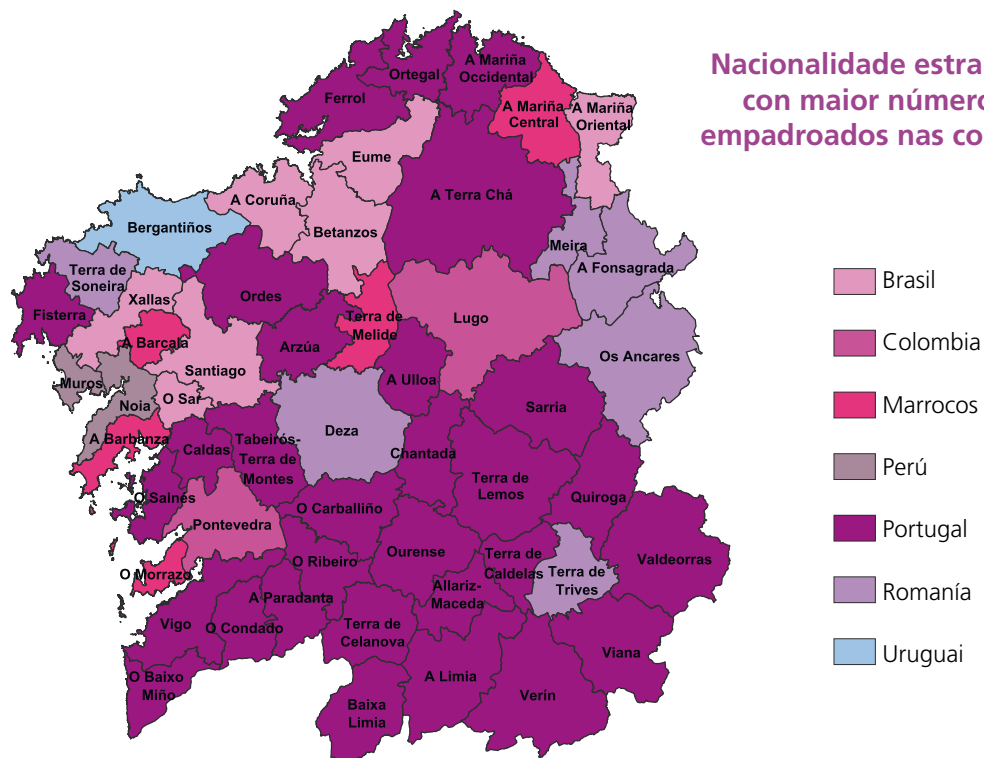 Nacionalidade estra
con maior número
empadroados nas co
Ortegal
A Mariña
Occidental
Ferrol
A Mariña
Central
A Mariña
Oriental
Eume
A Coruña
A Terra Chá
Bergantiños
Betanzos
Meira
A Fonsagrada
Terra de
Soneira
Xallas
Ordes
Fisterra
Terra de
Melide
Lugo
A Barcala
Arzúa
Os Ancares
Santiago
A Ulloa
Muros
O Sar
Noia
Sarria
A Barbanza
Deza
Caldas
Tabeirós-
Terra de
Montes
Chantada
Terra de
Lemos
Quiroga
O Salnés
O Carballiño
Pontevedra
Ourense
O Ribeiro
Terra de
Caldelas
Valdeorras
Terra de
Trives
O Morrazo
Allariz-
Maceda
A Paradanta
Vigo
O Condado
Terra de
Celanova
Viana
O Baixo
Miño
A Limia
Verín
Baixa
Limia
Brasil
Colombia
Marrocos
Perú
Portugal
Romanía
Uruguai